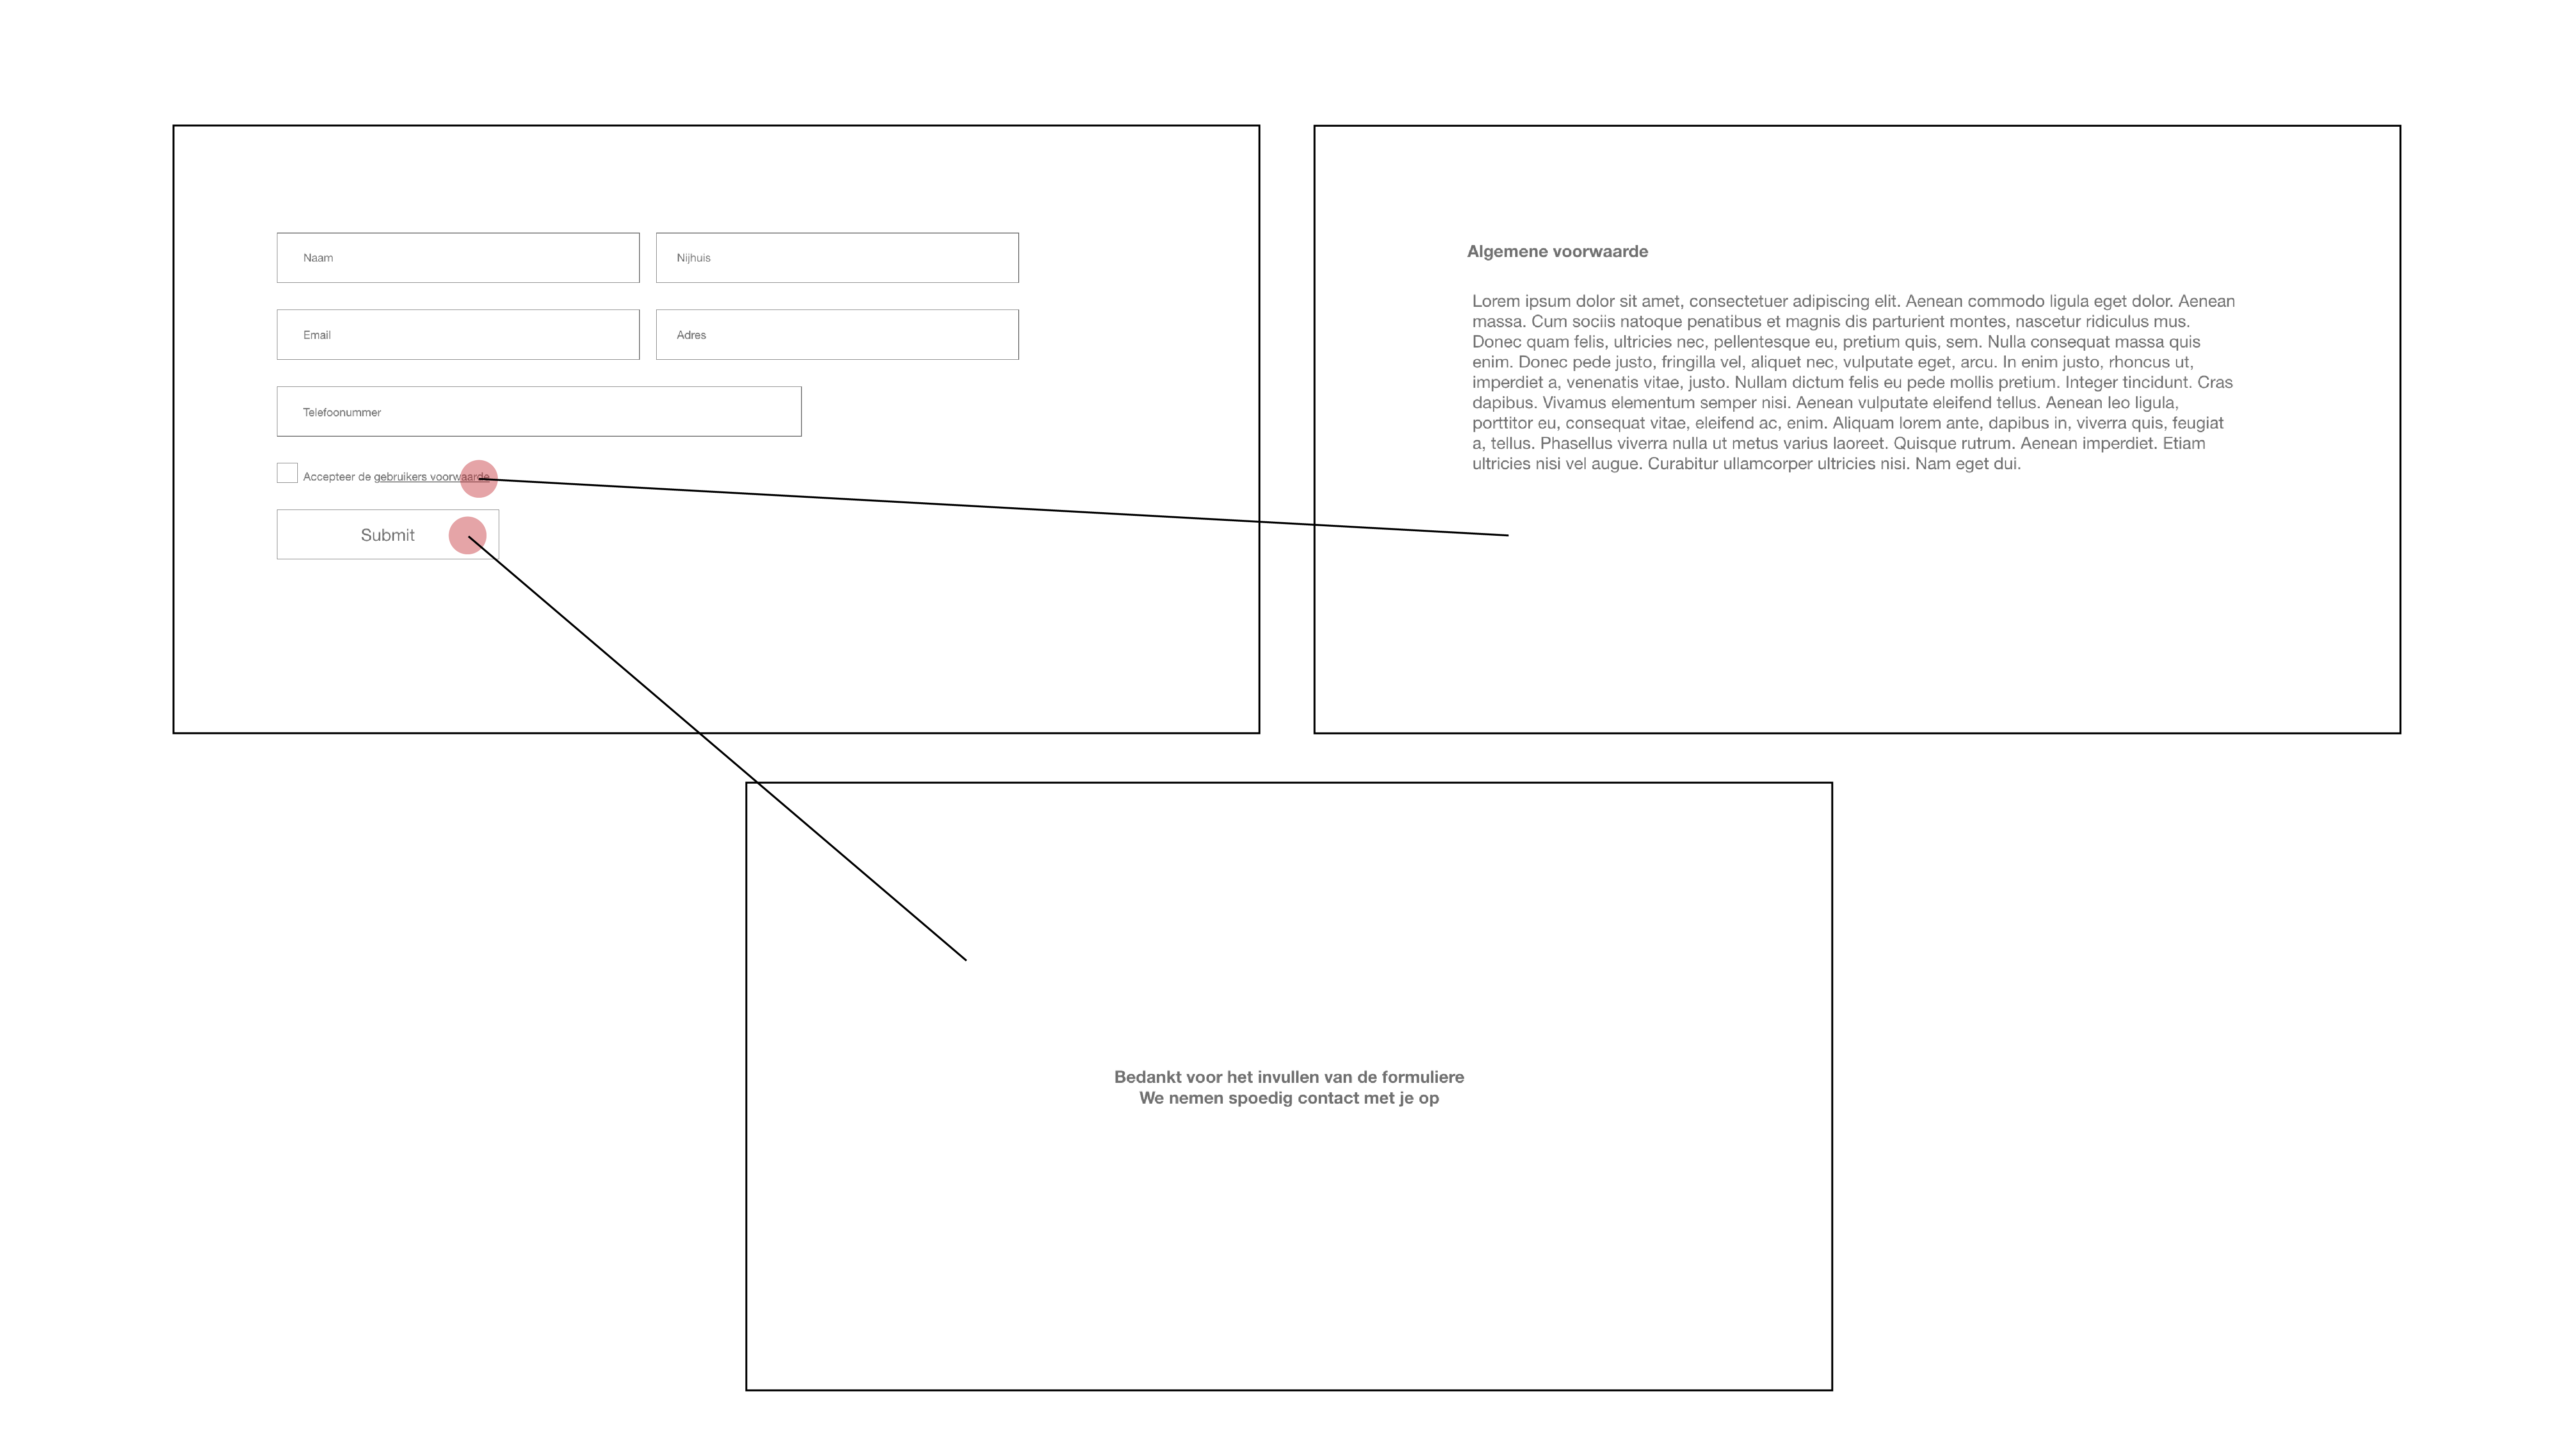 Naam
Nijhuis
Email
Adres
Telefoonummer
Accepteer de gebruikers voorwaarde
Submit
Algemene voorwaarde
Lorem ipsum dolor sit amet, consectetuer adipiscing elit. Aenean commodo ligula eget dolor. Aenean
massa. Cum sociis natoque penatibus et magnis dis parturient montes, nascetur ridiculus mus.
Donec quam felis, ultricies nec, pellentesque eu, pretium quis, sem. Nulla consequat massa quis
enim. Donec pede justo, fringilla vel, aliquet nec, vulputate eget, arcu. In enim justo, rhoncus ut,
imperdiet a, venenatis vitae, justo. Nullam dictum felis eu pede mollis pretium. Integer tincidunt. Cras
dapibus. Vivamus elementum semper nisi. Aenean vulputate eleifend tellus. Aenean leo ligula,
porttitor eu, consequat vitae, eleifend ac, enim. Aliquam lorem ante, dapibus in, viverra quis, feugiat
a, tellus. Phasellus viverra nulla ut metus varius laoreet. Quisque rutrum. Aenean imperdiet. Etiam
ultricies nisi vel augue. Curabitur ullamcorper ultricies nisi. Nam eget dui.
Bedankt voor het invullen van de formuliere
We nemen spoedig contact met je op